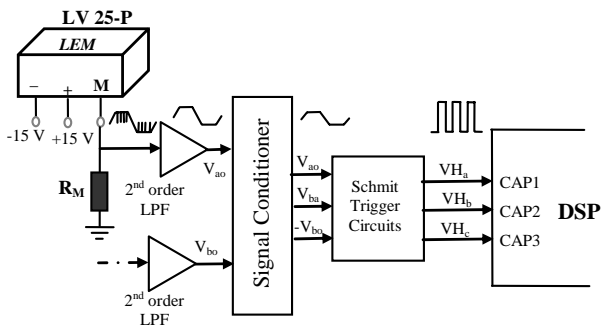 LV 25-P
LEM
– + M
-15 V
+15 V
R_M
V_ao
2nd order
LPF
V_bo
2nd order
LPF
Signal Conditioner
V_ao
V_ba
-V_bo
Schmit
Trigger
Circuits
VH_a
VH_b
VH_c
CAP1
CAP2
CAP3
DSP